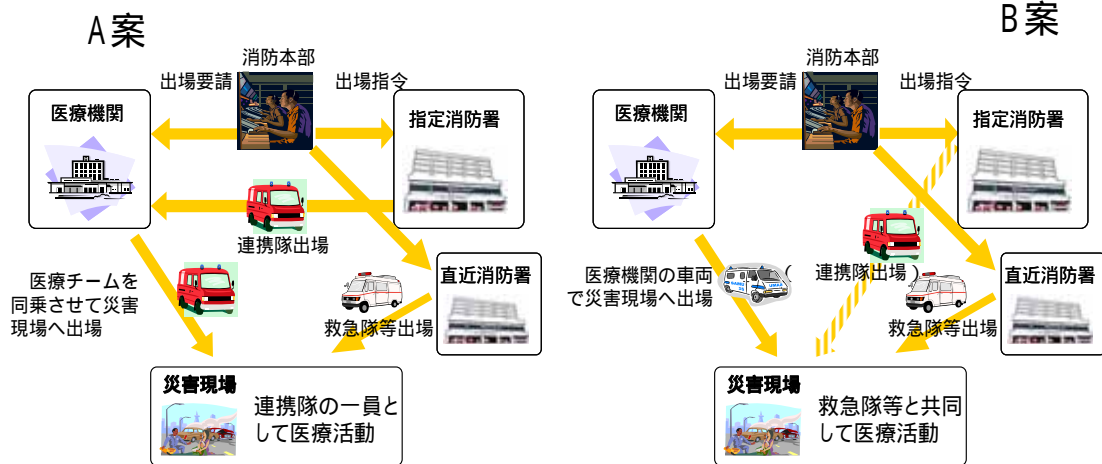 A案
消防本部
出場要請
出場指令
医療機関
指定消防署
連携隊出場
直近消防署
医療チームを
同乗させて災害
現場へ出場
救急隊等出場
災害現場
連携隊の一員と
して医療活動
B案
消防本部
出場要請
出場指令
医療機関
指定消防署
(連携隊出場)
直近消防署
医療機関の車両
で災害現場へ出場
救急隊等出場
災害現場
救急隊等と共同
して医療活動